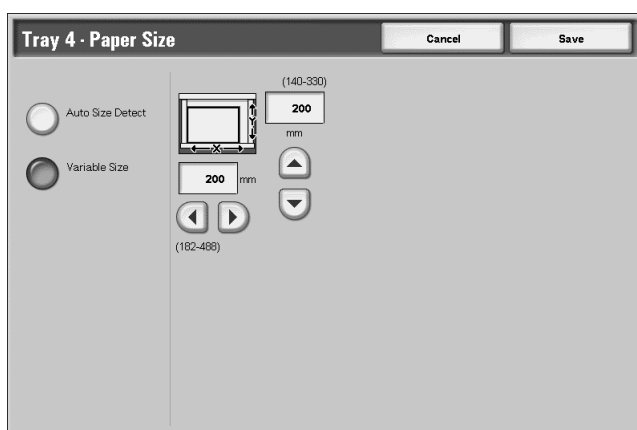 Tray 4 - Paper Size
Cancel
Save
Auto Size Detect
Variable Size
(140-330)
200
mm
Y
X
200 mm
(182-488)